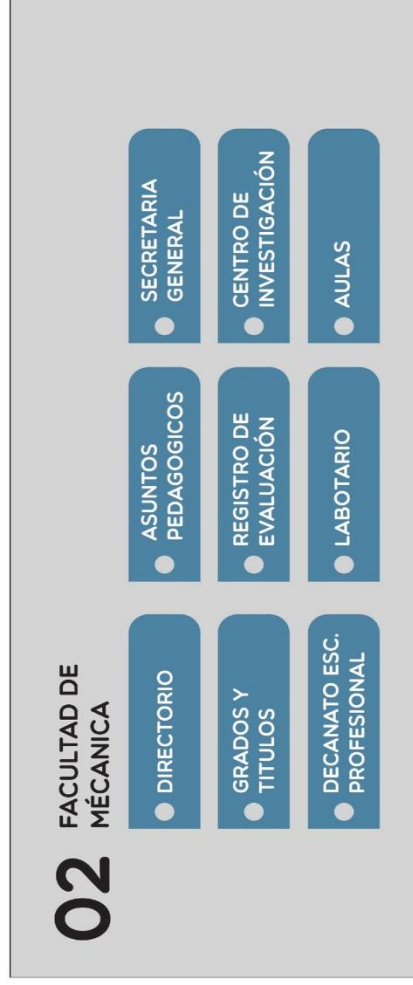 02
FACULTAD DE
MÉCANICA
DIRECTORIO
ASUNTOS
PEDAGOGICOS
SECRETARIA
GENERAL
GRADOS Y
TITULOS
REGISTRO DE
EVALUACIÓN
CENTRO DE
INVESTIGACIÓN
DECANATO ESC.
PROFESIONAL
LABOTARIO
AULAS